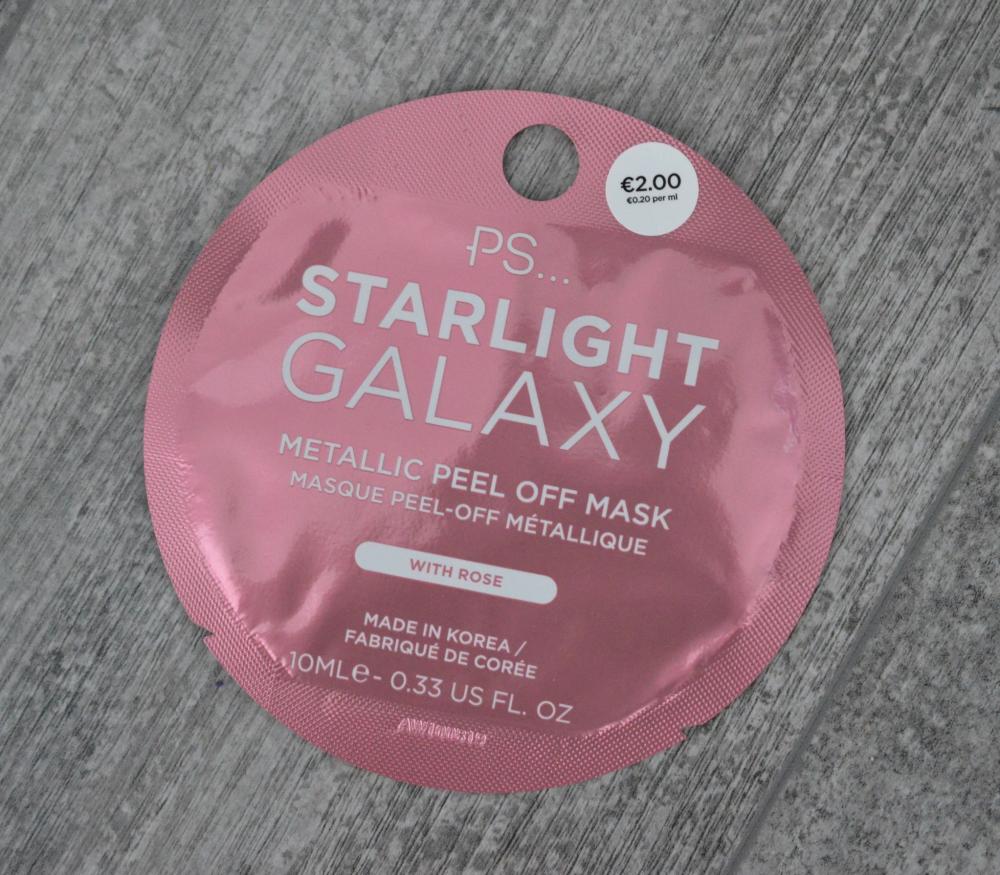 €2.00
€0.20 per ml
PS...
STARLIGHT
GALAXY
METALLIC PEEL OFF MASK
MASQUE PEEL-OFF MÉTALLIQUE
WITH ROSE
MADE IN KOREA /
FABRIQUÉ DE CORÉE
10ML℮- 0.33 US FL. OZ